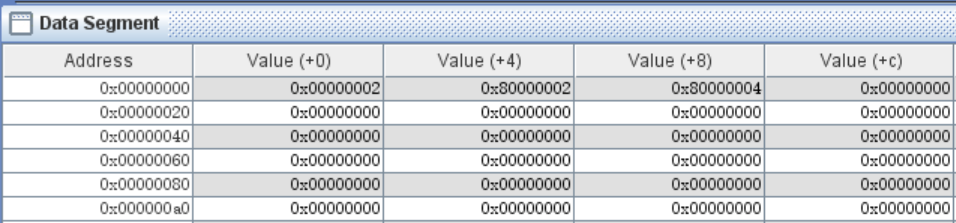 Data Segment
Address Value (+0) Value (+4) Value (+8) Value (+c)
0x00000000 0x00000002 0x80000002 0x80000004 0x00000000
0x00000020 0x00000000 0x00000000 0x00000000 0x00000000
0x00000040 0x00000000 0x00000000 0x00000000 0x00000000
0x00000060 0x00000000 0x00000000 0x00000000 0x00000000
0x00000080 0x00000000 0x00000000 0x00000000 0x00000000
0x000000a0 0x00000000 0x00000000 0x00000000 0x00000000